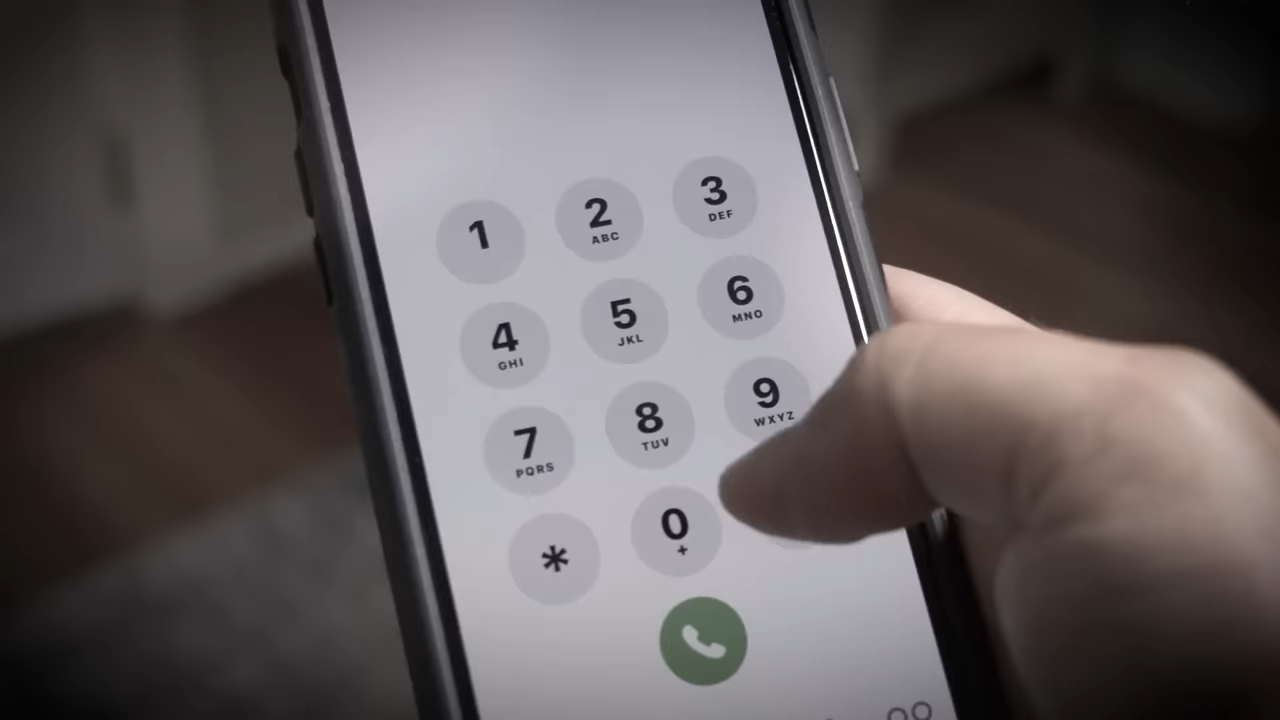 1 2 3
ABC DEF
4 5 6
GHI JKL MNO
7 8 9
PQRS TUV WXYZ
* 0
+